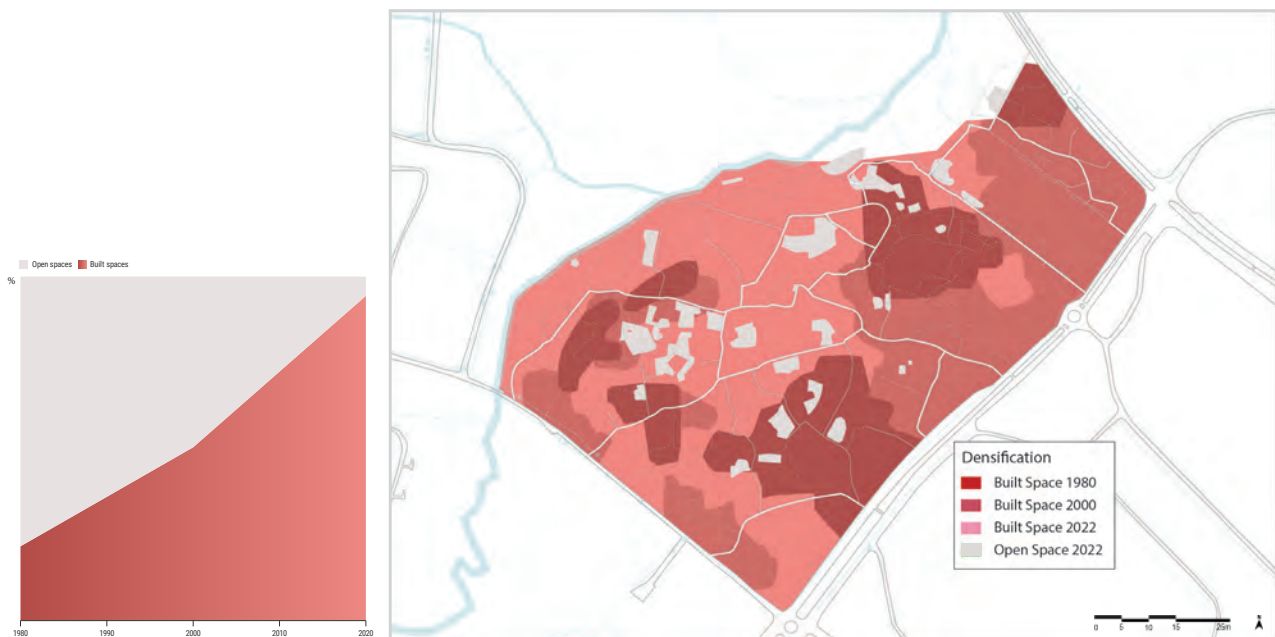 Open spaces Built spaces
%
1980 1990 2000 2010 2020
Densification
Built Space 1980
Built Space 2000
Built Space 2022
Open Space 2022
0 5 10 15 25m
N